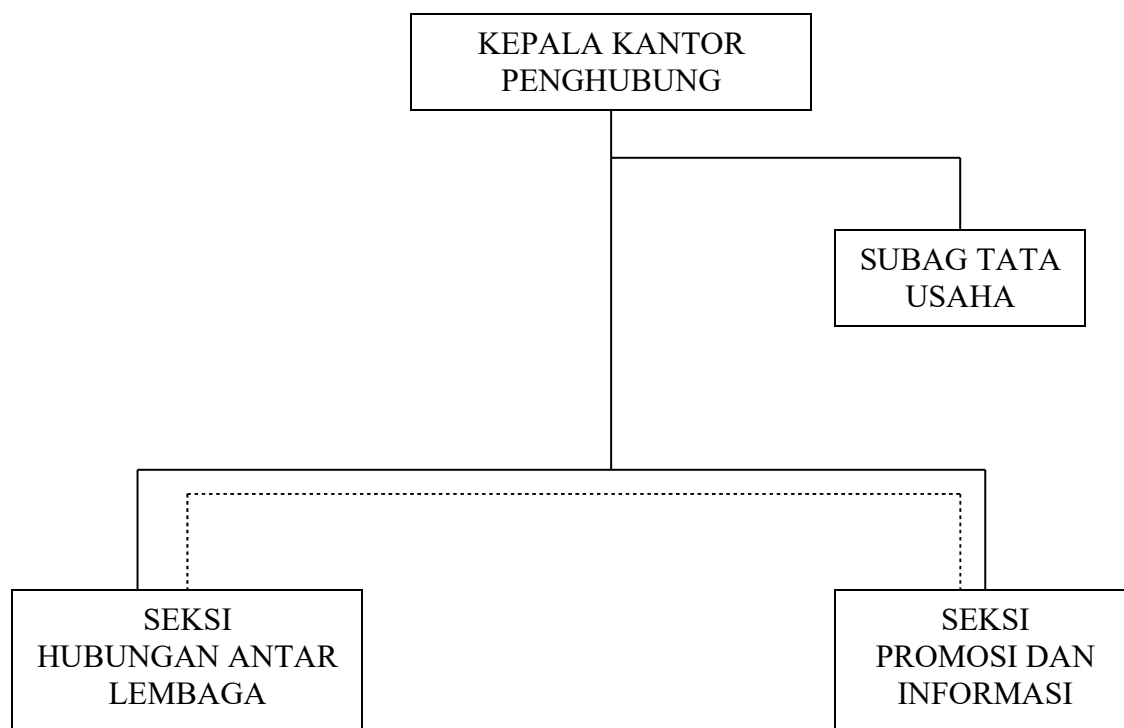 KEPALA KANTOR
PENGHUBUNG
SUBAG TATA
USAHA
SEKSI
HUBUNGAN ANTAR
LEMBAGA
SEKSI
PROMOSI DAN
INFORMASI